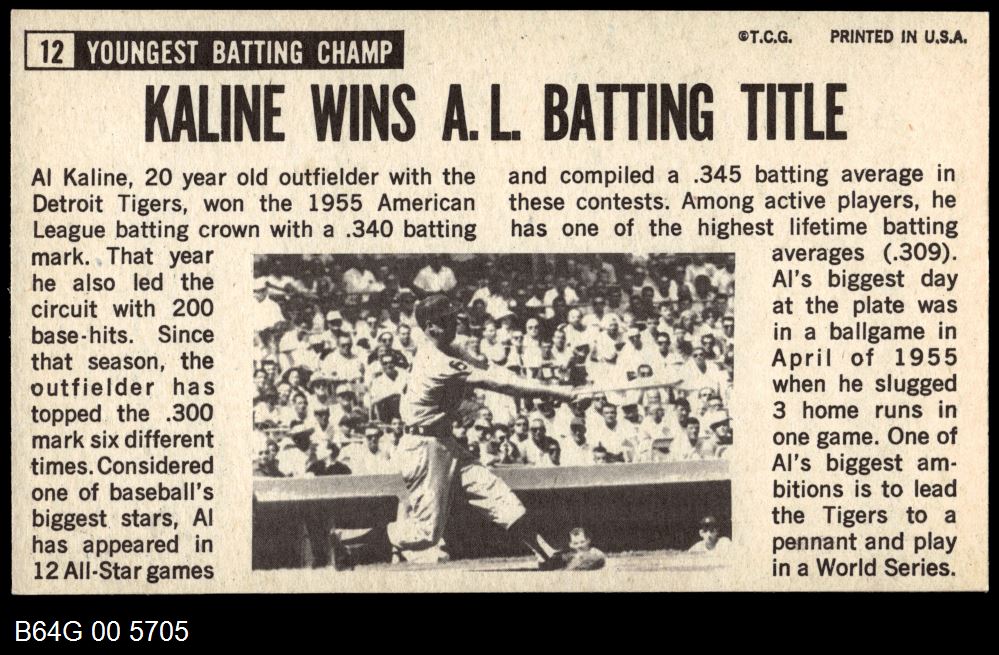 12 YOUNGEST BATTING CHAMP
©T.C.G. PRINTED IN U.S.A.
KALINE WINS A.L. BATTING TITLE
Al Kaline, 20 year old outfielder with the
Detroit Tigers, won the 1955 American
League batting crown with a .340 batting
mark. That year
he also led the
circuit with 200
base-hits. Since
that season, the
outfielder has
topped the .300
mark six different
times. Considered
one of baseball's
biggest stars, Al
has appeared in
12 All-Star games
and compiled a .345 batting average in
these contests. Among active players, he
has one of the highest lifetime batting
averages (.309).
Al's biggest day
at the plate was
in a ballgame in
April of 1955
when he slugged
3 home runs in
one game. One of
Al's biggest am-
bitions is to lead
the Tigers to a
pennant and play
in a World Series.
B64G 00 5705